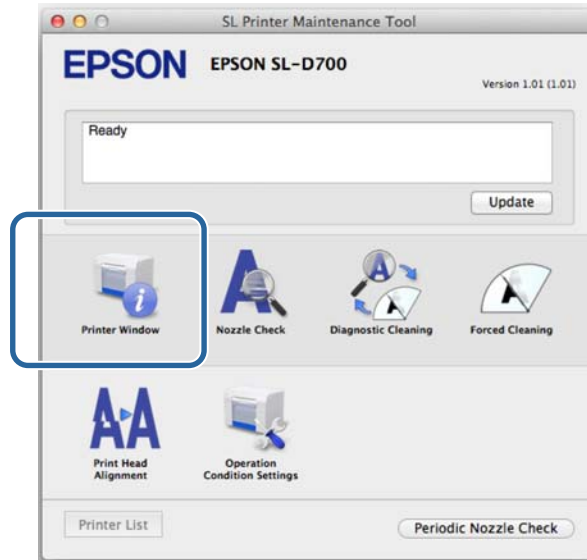 SL Printer Maintenance Tool
EPSON EPSON SL-D700
Version 1.01 (1.01)
Ready
Update
Printer Window Nozzle Check Diagnostic Cleaning Forced Cleaning
Print Head Operation
Alignment Condition Settings
Printer List Periodic Nozzle Check